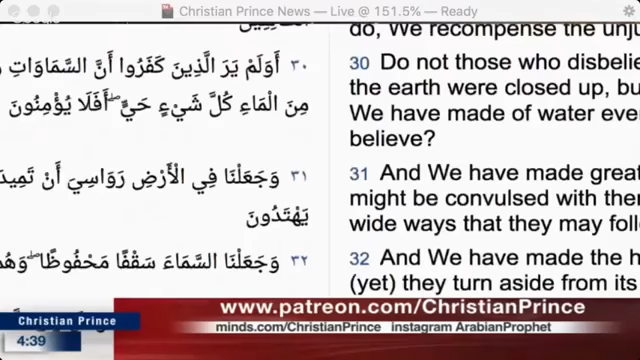 Christian Prince News — Live @ 151.5% — Ready
do, We recompense the unju
٣٠ أَوَلَمْ يَرَ الَّذِينَ كَفَرُوا أَنَّ السَّمَاوَاتِ
مِنَ الْمَاءِ كُلَّ شَيْءٍ حَيٍّ ۖ أَفَلَا يُؤْمِنُونَ
٣١ وَجَعَلْنَا فِي الْأَرْضِ رَوَاسِيَ أَنْ تَمِيدَ
يَهْتَدُونَ
٣٢ وَجَعَلْنَا السَّمَاءَ سَقْفًا مَحْفُوظًا ۖ وَهُمْ
30 Do not those who disbelie
the earth were closed up, bu
We have made of water ever
believe?
31 And We have made great
might be convulsed with then
wide ways that they may follo
32 And We have made the h
(yet) they turn aside from its
www.patreon.com/ChristianPrince
Christian Prince
minds.com/ChristianPrince instagram ArabianProphet
4:39